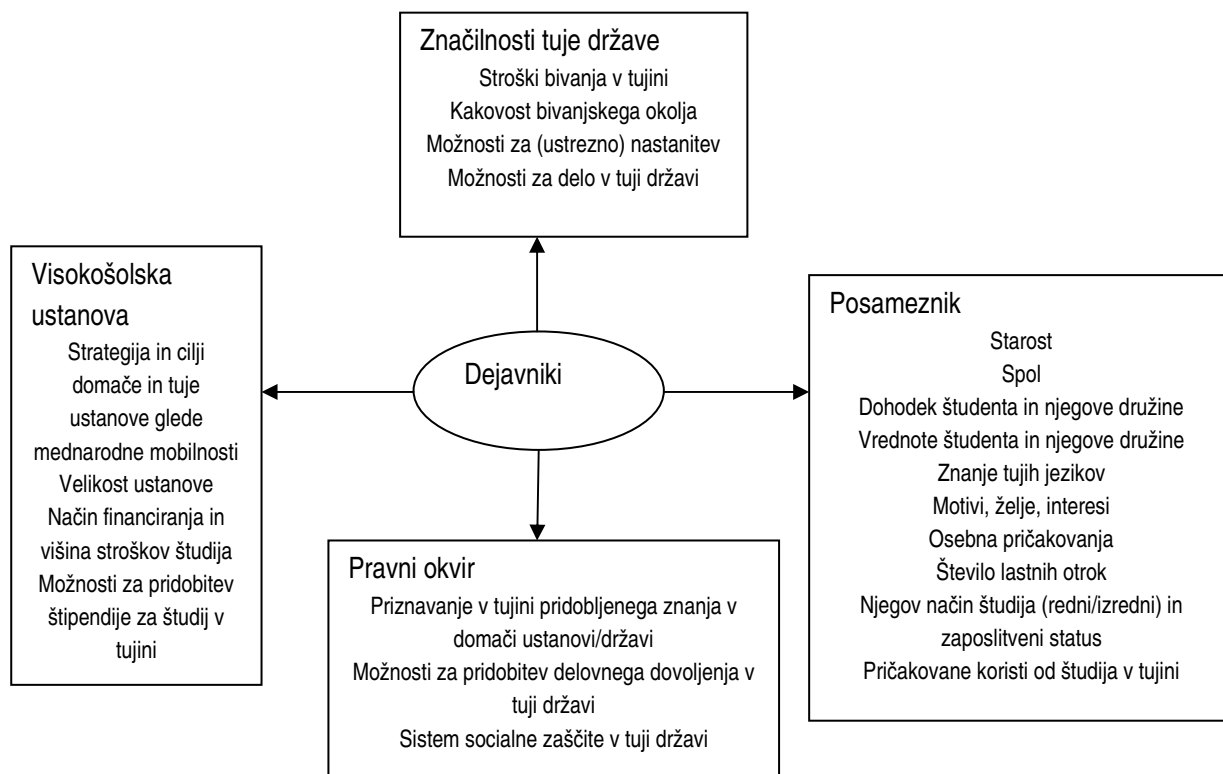 Značilnosti tuje države
Stroški bivanja v tujini
Kakovost bivanjskega okolja
Možnosti za (ustrezno) nastanitev
Možnosti za delo v tuji državi
Visokošolska
ustanova
Strategija in cilji
domače in tuje
ustanove glede
mednarodne mobilnosti
Velikost ustanove
Način financiranja in
višina stroškov študija
Možnosti za pridobitev
štipendije za študij v
tujini
Dejavniki
Posameznik
Starost
Spol
Dohodek študenta in njegove družine
Vrednote študenta in njegove družine
Znanje tujih jezikov
Motivi, želje, interesi
Osebna pričakovanja
Število lastnih otrok
Njegov način študija (redni/izredni) in
zaposlitveni status
Pričakovane koristi od študija v tujini
Pravni okvir
Priznavanje v tujini pridobljenega znanja v
domači ustanovi/državi
Možnosti za pridobitev delovnega dovoljenja v
tuji državi
Sistem socialne zaščite v tuji državi